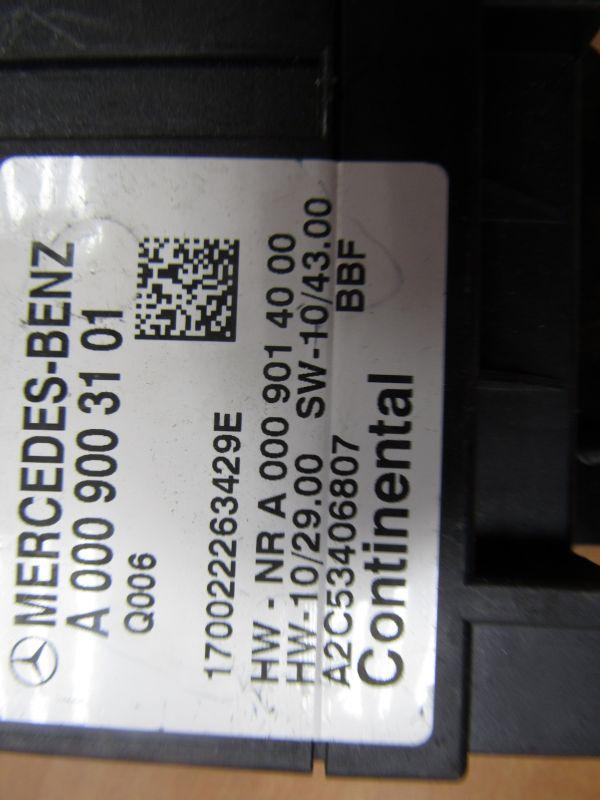 MERCEDES-BENZ
A 000 900 31 01
Q006
170022263429E
HW - NR A 000 901 40 00
HW-10/29.00 SW-10/43.00
A2C53406807 BBF
Continental